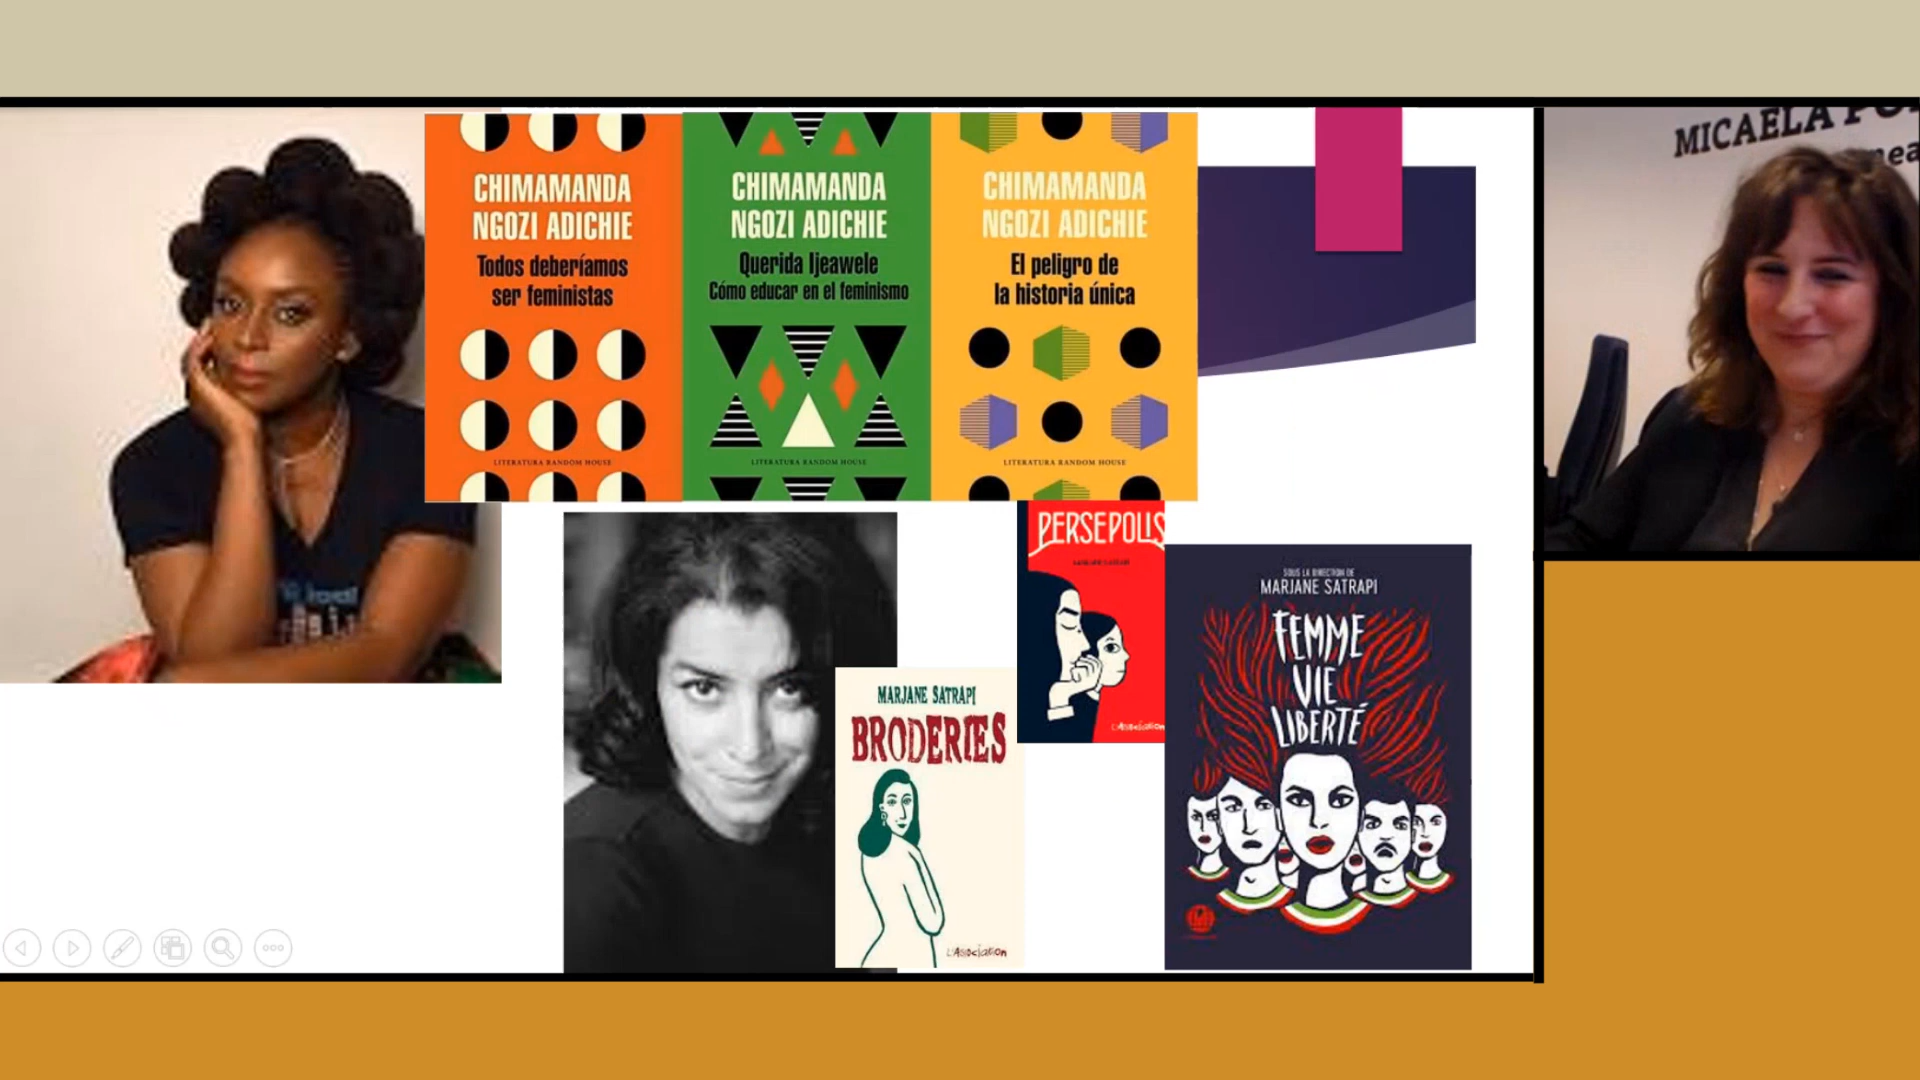 CHIMAMANDA
NGOZI ADICHIE
Todos deberíamos
ser feministas
LITERATURA RANDOM HOUSE
CHIMAMANDA
NGOZI ADICHIE
Querida Ijeawele
Cómo educar en el feminismo
LITERATURA RANDOM HOUSE
CHIMAMANDA
NGOZI ADICHIE
El peligro de
la historia única
LITERATURA RANDOM HOUSE
MICAELA
PERSEPOLIS
MARJANE SATRAPI
L'Association
SOUS LA DIRECTION DE
MARJANE SATRAPI
FEMME
VIE
LIBERTÉ
MARJANE SATRAPI
BRODERIES
L'Association